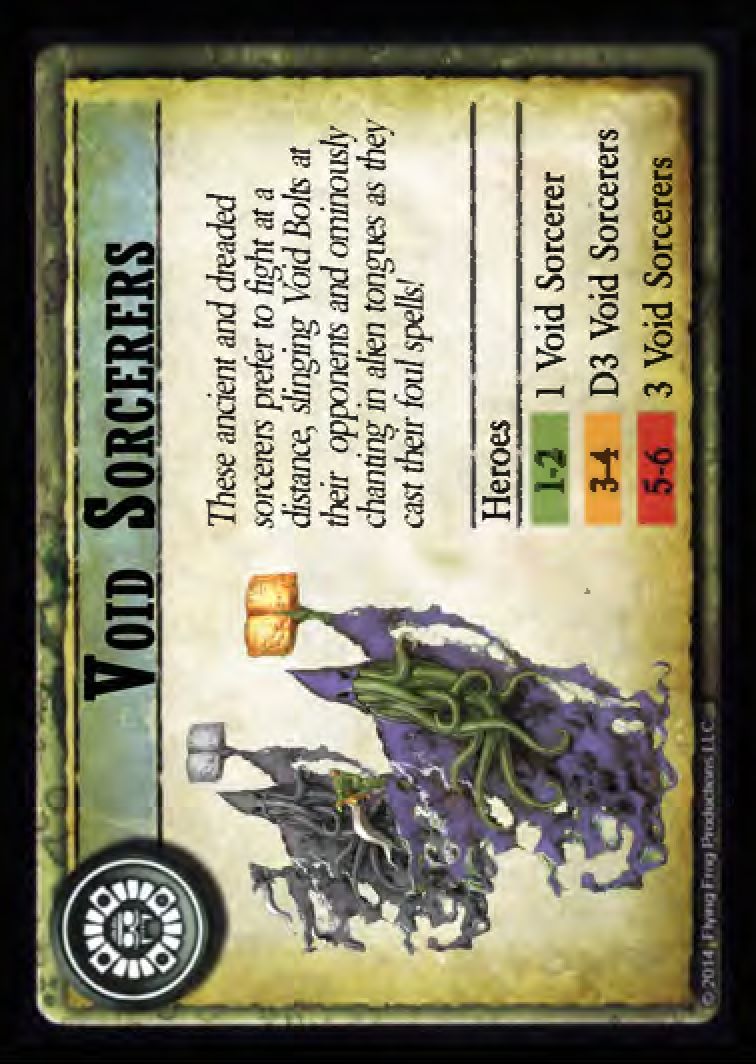 VOID SORCERERS
These ancient and dreaded
sorcerers prefer to fight at a
distance, slinging Void Bolts at
their opponents and ominously
chanting in alien tongues as they
cast their foul spells!
Heroes
1-2 1 Void Sorcerer
3-4 D3 Void Sorcerers
5-6 3 Void Sorcerers
© 2014, Flying Frog Productions LLC